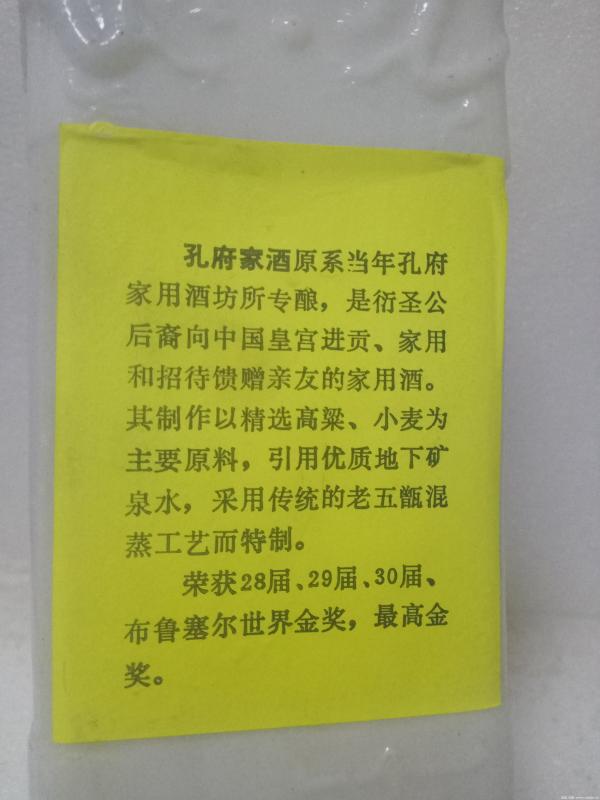 孔府家酒原系当年孔府
家用酒坊所专酿，是衍圣公
后裔向中国皇宫进贡、家用
和招待馈赠亲友的家用酒。
其制作以精选高粱、小麦为
主要原料，引用优质地下矿
泉水，采用传统的老五甑混
蒸工艺而特制。
荣获28届、29届、30届、
布鲁塞尔世界金奖，最高金
奖。